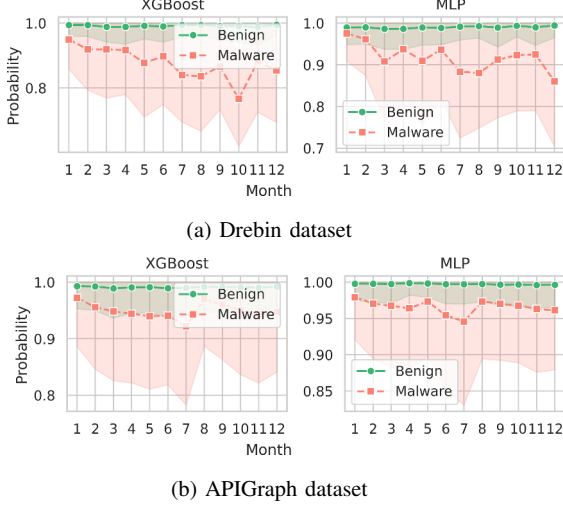 XGBoost MLP
1.0 1.0
Benign
Malware
0.9
0.8
0.8
Benign
Malware
0.7
Probability
1 2 3 4 5 6 7 8 9 10 11 12 1 2 3 4 5 6 7 8 9 10 11 12
Month
(a) Drebin dataset
XGBoost MLP
1.0 1.00
Benign
Malware
0.95
0.9
0.90
Benign
Malware
0.8 0.85
Probability
1 2 3 4 5 6 7 8 9 10 11 12 1 2 3 4 5 6 7 8 9 10 11 12
Month
(b) APIGraph dataset